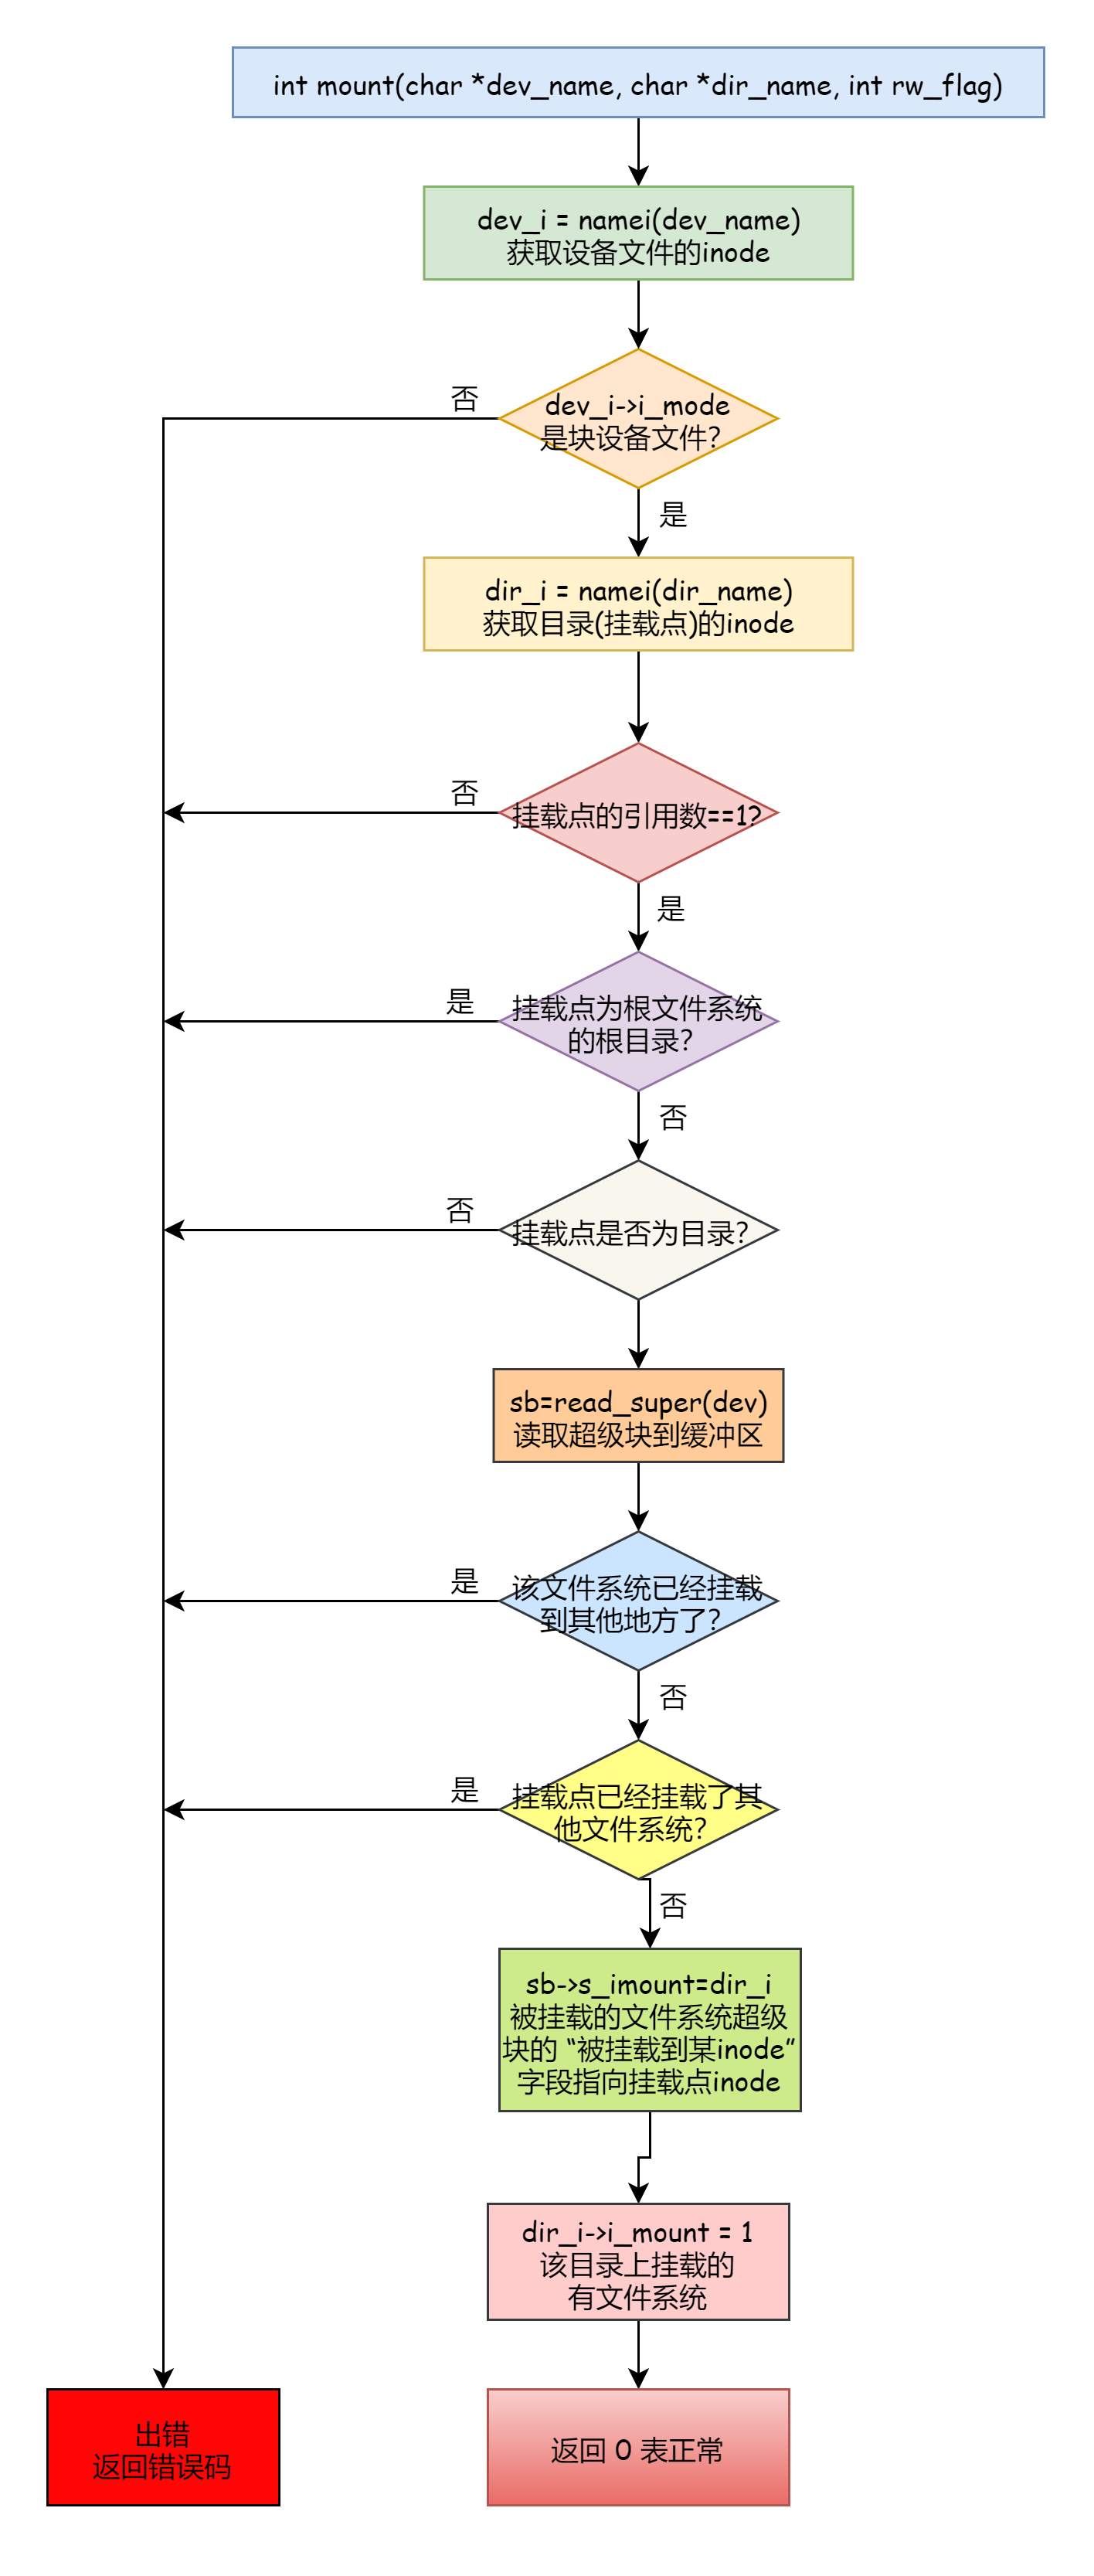 int mount(char *dev_name, char *dir_name, int rw_flag)
dev_i = namei(dev_name)
获取设备文件的inode
否
dev_i->i_mode
是块设备文件？
是
dir_i = namei(dir_name)
获取目录(挂载点)的inode
否
挂载点的引用数==1?
是
是
挂载点为根文件系统
的根目录？
否
否
挂载点是否为目录？
sb=read_super(dev)
读取超级块到缓冲区
是
该文件系统已经挂载
到其他地方了？
否
是
挂载点已经挂载了其
他文件系统？
否
sb->s_imount=dir_i
被挂载的文件系统超级
块的 “被挂载到某inode”
字段指向挂载点inode
dir_i->i_mount = 1
该目录上挂载的
有文件系统
出错
返回错误码
返回 0 表正常